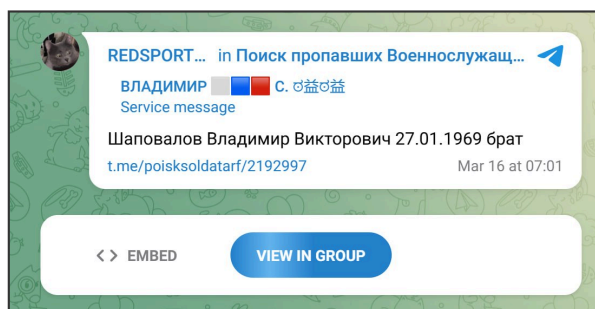 REDSPORT... in Поиск пропавших Военнослужащ...
ВЛАДИМИР ⬜🟦🟥 С. ಠ益ಠ益
Service message
Шаповалов Владимир Викторович 27.01.1969 брат
t.me/poisksoldatarf/2192997 Mar 16 at 07:01
<> EMBED VIEW IN GROUP